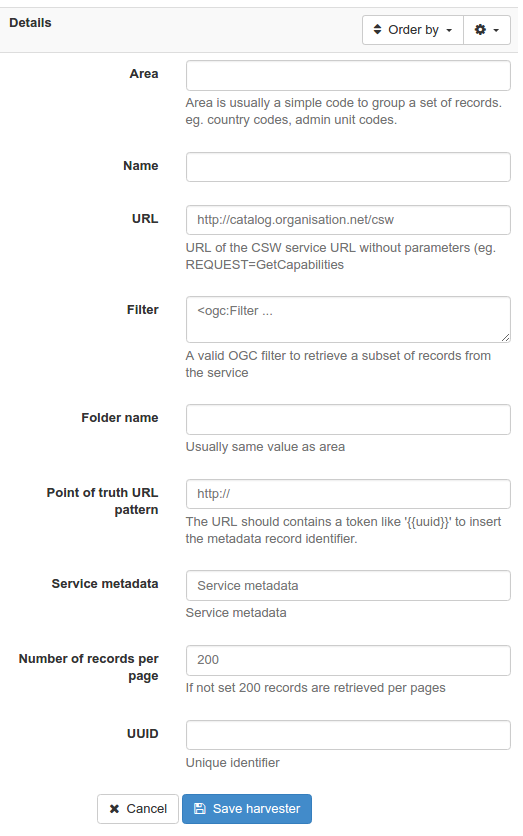 Details
Order by
Area
Area is usually a simple code to group a set of records.
eg. country codes, admin unit codes.
Name
URL
http://catalog.organisation.net/csw
URL of the CSW service URL without parameters (eg.
REQUEST=GetCapabilities
Filter
<ogc:Filter ...
A valid OGC filter to retrieve a subset of records from
the service
Folder name
Usually same value as area
Point of truth URL
pattern
http://
The URL should contains a token like '{{uuid}}' to insert
the metadata record identifier.
Service metadata
Service metadata
Service metadata
Number of records per
page
200
If not set 200 records are retrieved per pages
UUID
Unique identifier
Cancel
Save harvester